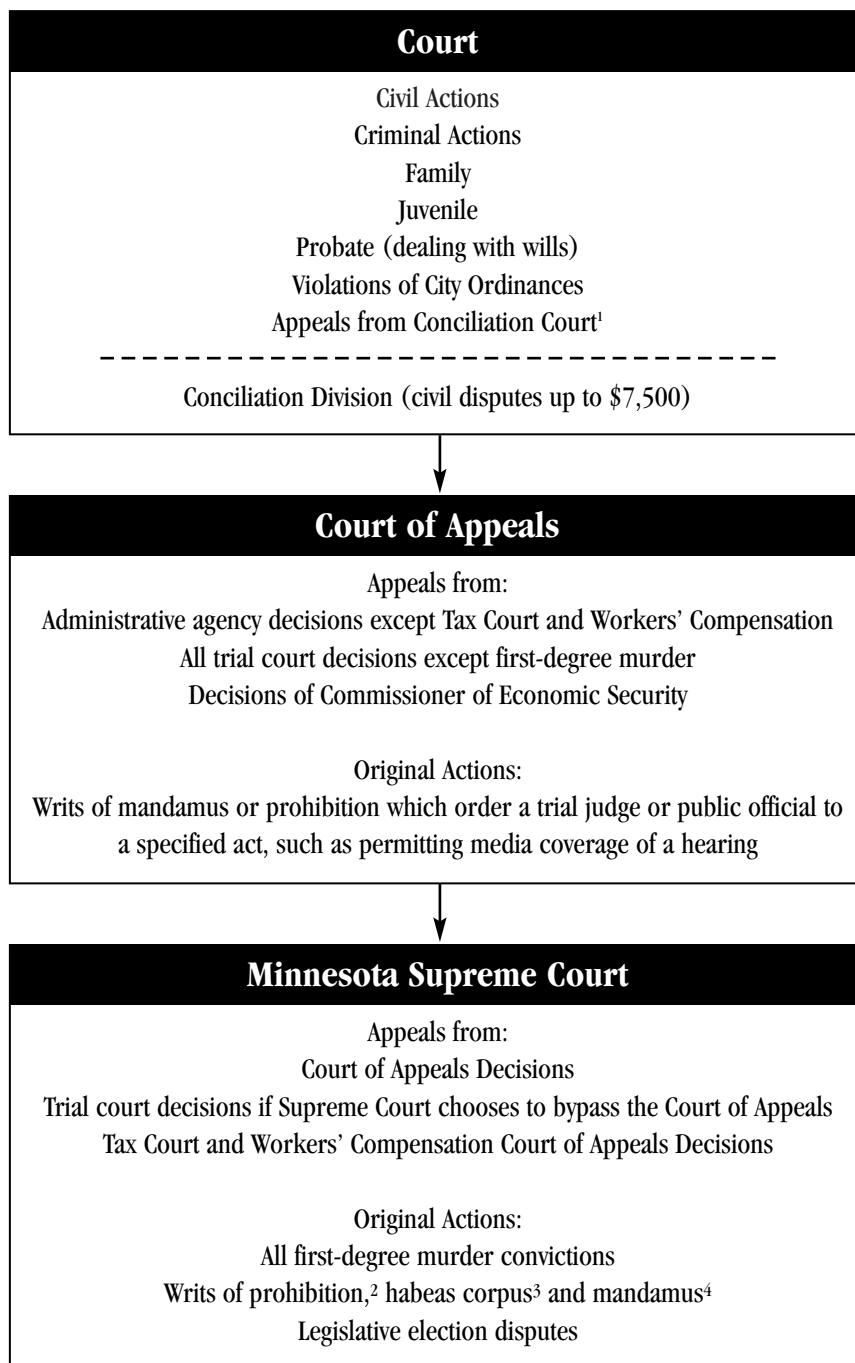 Court
Civil Actions
Criminal Actions
Family
Juvenile
Probate (dealing with wills)
Violations of City Ordinances
Appeals from Conciliation Court¹
Conciliation Division (civil disputes up to $7,500)
Court of Appeals
Appeals from:
Administrative agency decisions except Tax Court and Workers’ Compensation
All trial court decisions except first-degree murder
Decisions of Commissioner of Economic Security
Original Actions:
Writs of mandamus or prohibition which order a trial judge or public official to
a specified act, such as permitting media coverage of a hearing
Minnesota Supreme Court
Appeals from:
Court of Appeals Decisions
Trial court decisions if Supreme Court chooses to bypass the Court of Appeals
Tax Court and Workers’ Compensation Court of Appeals Decisions
Original Actions:
All first-degree murder convictions
Writs of prohibition,² habeas corpus³ and mandamus⁴
Legislative election disputes